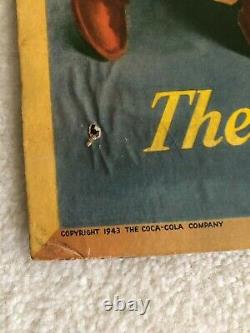 The
COPYRIGHT 1943 THE COCA-COLA COMPANY